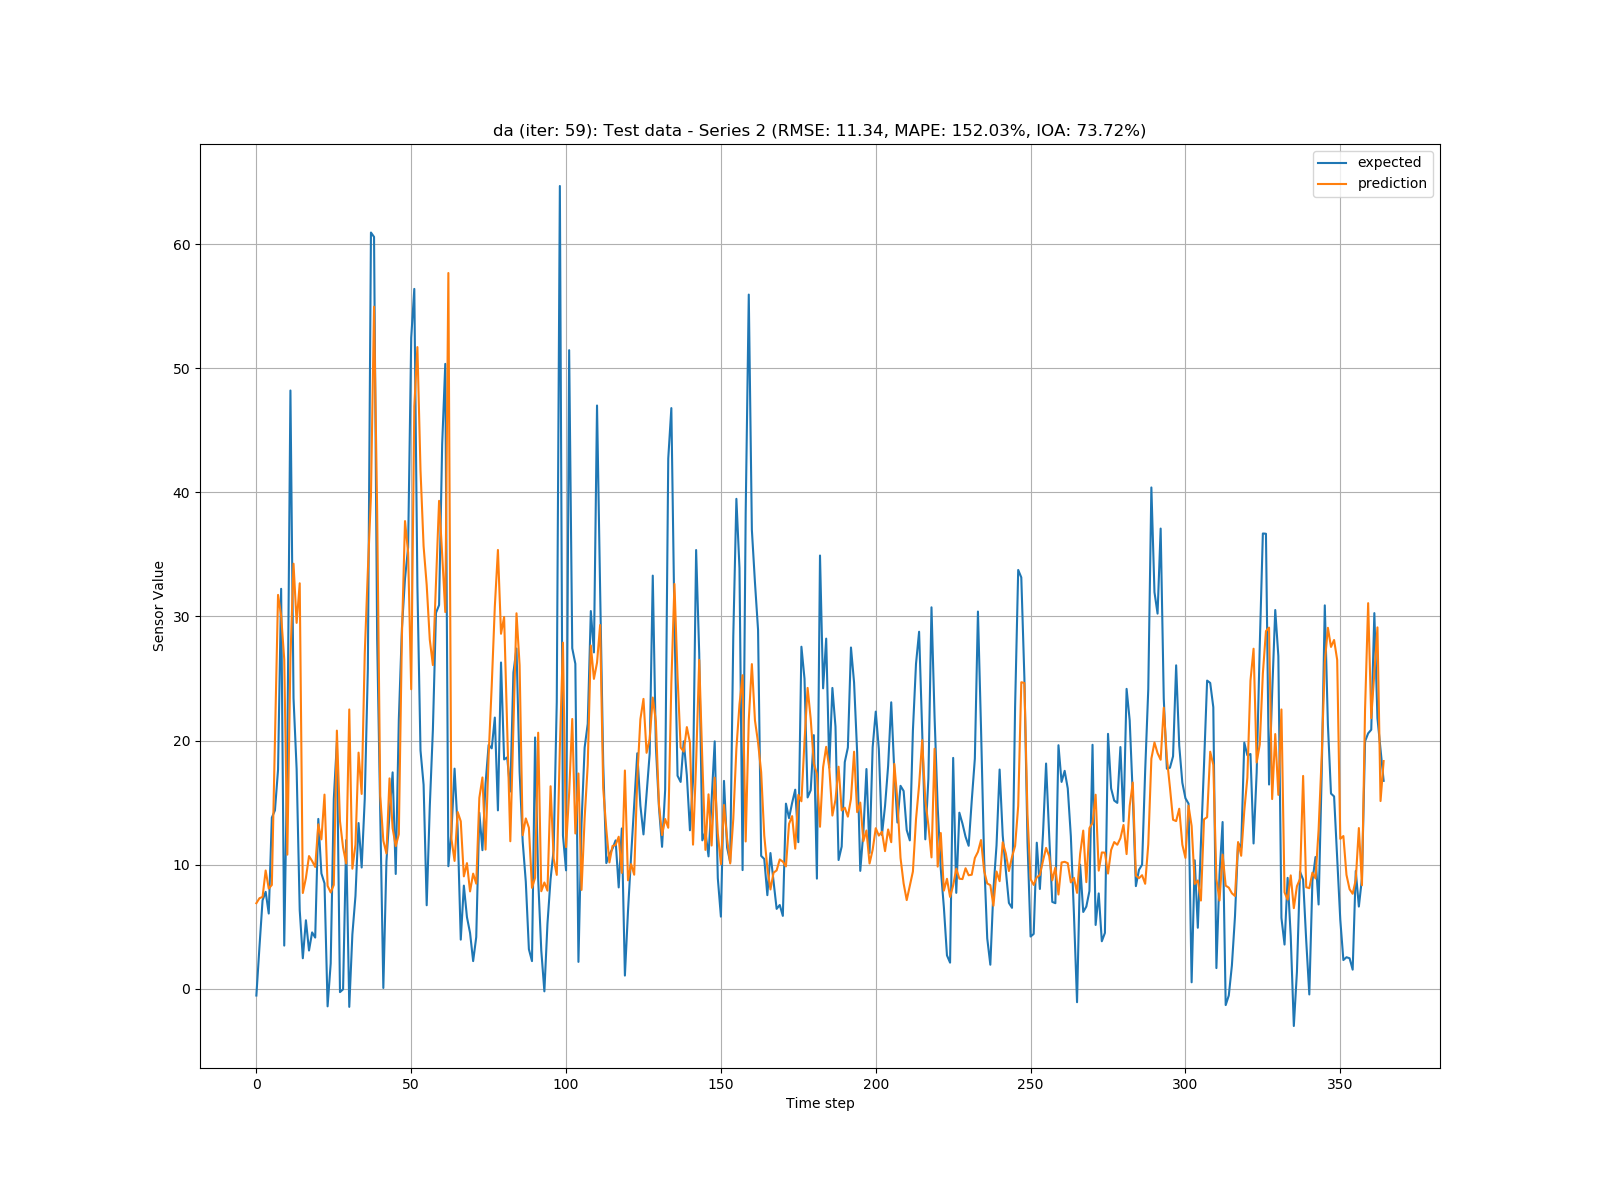 da (iter: 59): Test data - Series 2 (RMSE: 11.34, MAPE: 152.03%, IOA: 73.72%)
expected
prediction
Sensor Value
60
50
40
30
20
10
0
0 50 100 150 200 250 300 350
Time step